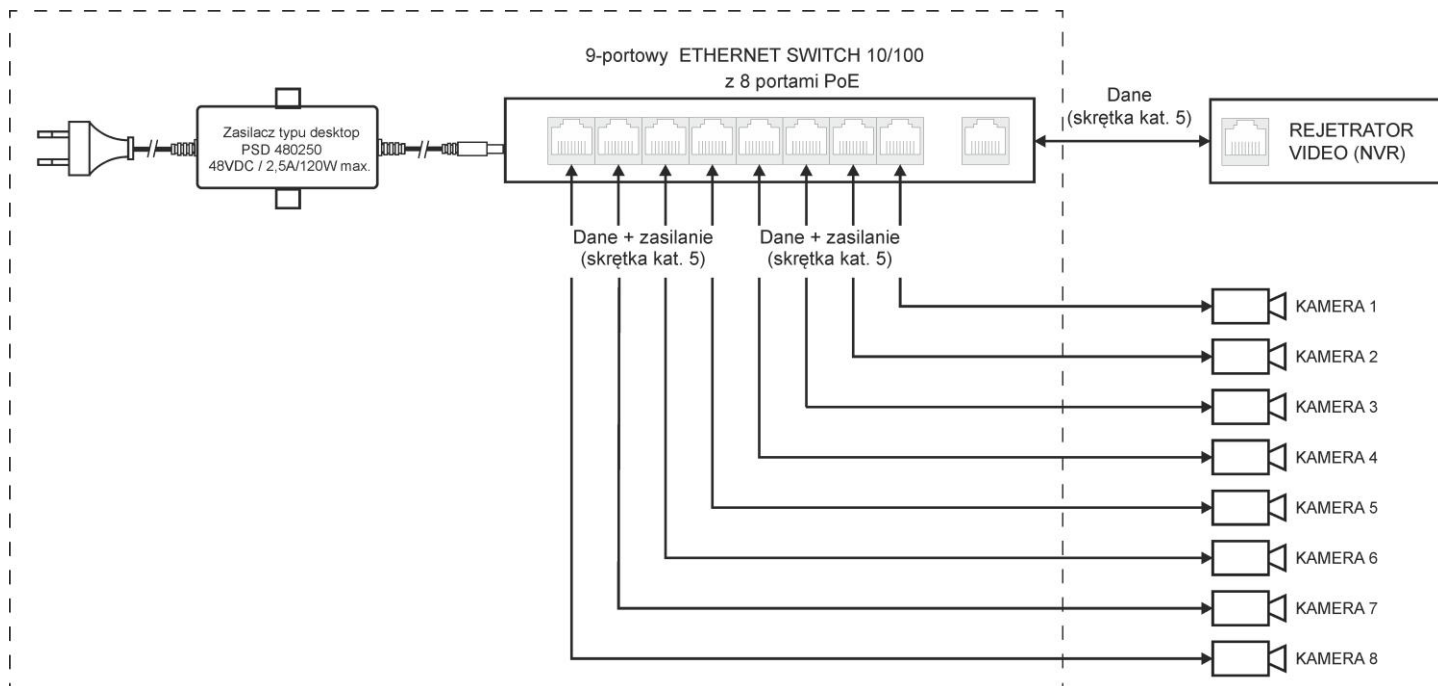 9-portowy ETHERNET SWITCH 10/100
z 8 portami PoE
Zasilacz typu desktop
PSD 480250
48VDC / 2,5A/120W max.
Dane
(skrętka kat. 5)
REJETRATOR
VIDEO (NVR)
Dane + zasilanie
(skrętka kat. 5)
Dane + zasilanie
(skrętka kat. 5)
KAMERA 1
KAMERA 2
KAMERA 3
KAMERA 4
KAMERA 5
KAMERA 6
KAMERA 7
KAMERA 8